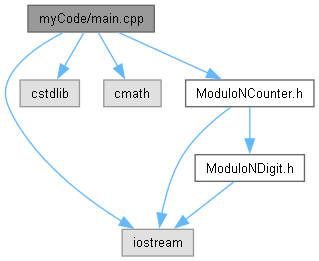 myCode/main.cpp
cstdlib
cmath
ModuloNCounter.h
ModuloNDigit.h
iostream